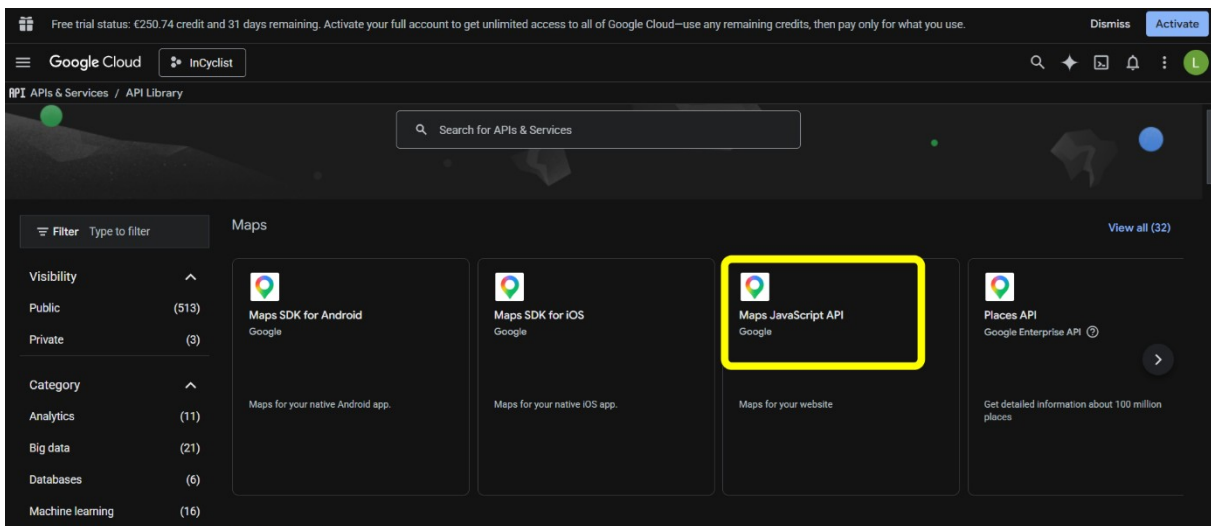 Free trial status: €250.74 credit and 31 days remaining. Activate your full account to get unlimited access to all of Google Cloud—use any remaining credits, then pay only for what you use.
Dismiss
Activate
Google Cloud
InCyclist
L
API APIs & Services / API Library
Search for APIs & Services
Filter Type to filter
Maps
View all (32)
Visibility
Public (513)
Private (3)
Category
Analytics (11)
Big data (21)
Databases (6)
Machine learning (16)
Maps SDK for Android
Google
Maps for your native Android app.
Maps SDK for iOS
Google
Maps for your native iOS app.
Maps JavaScript API
Google
Maps for your website
Places API
Google Enterprise API
Get detailed information about 100 million
places